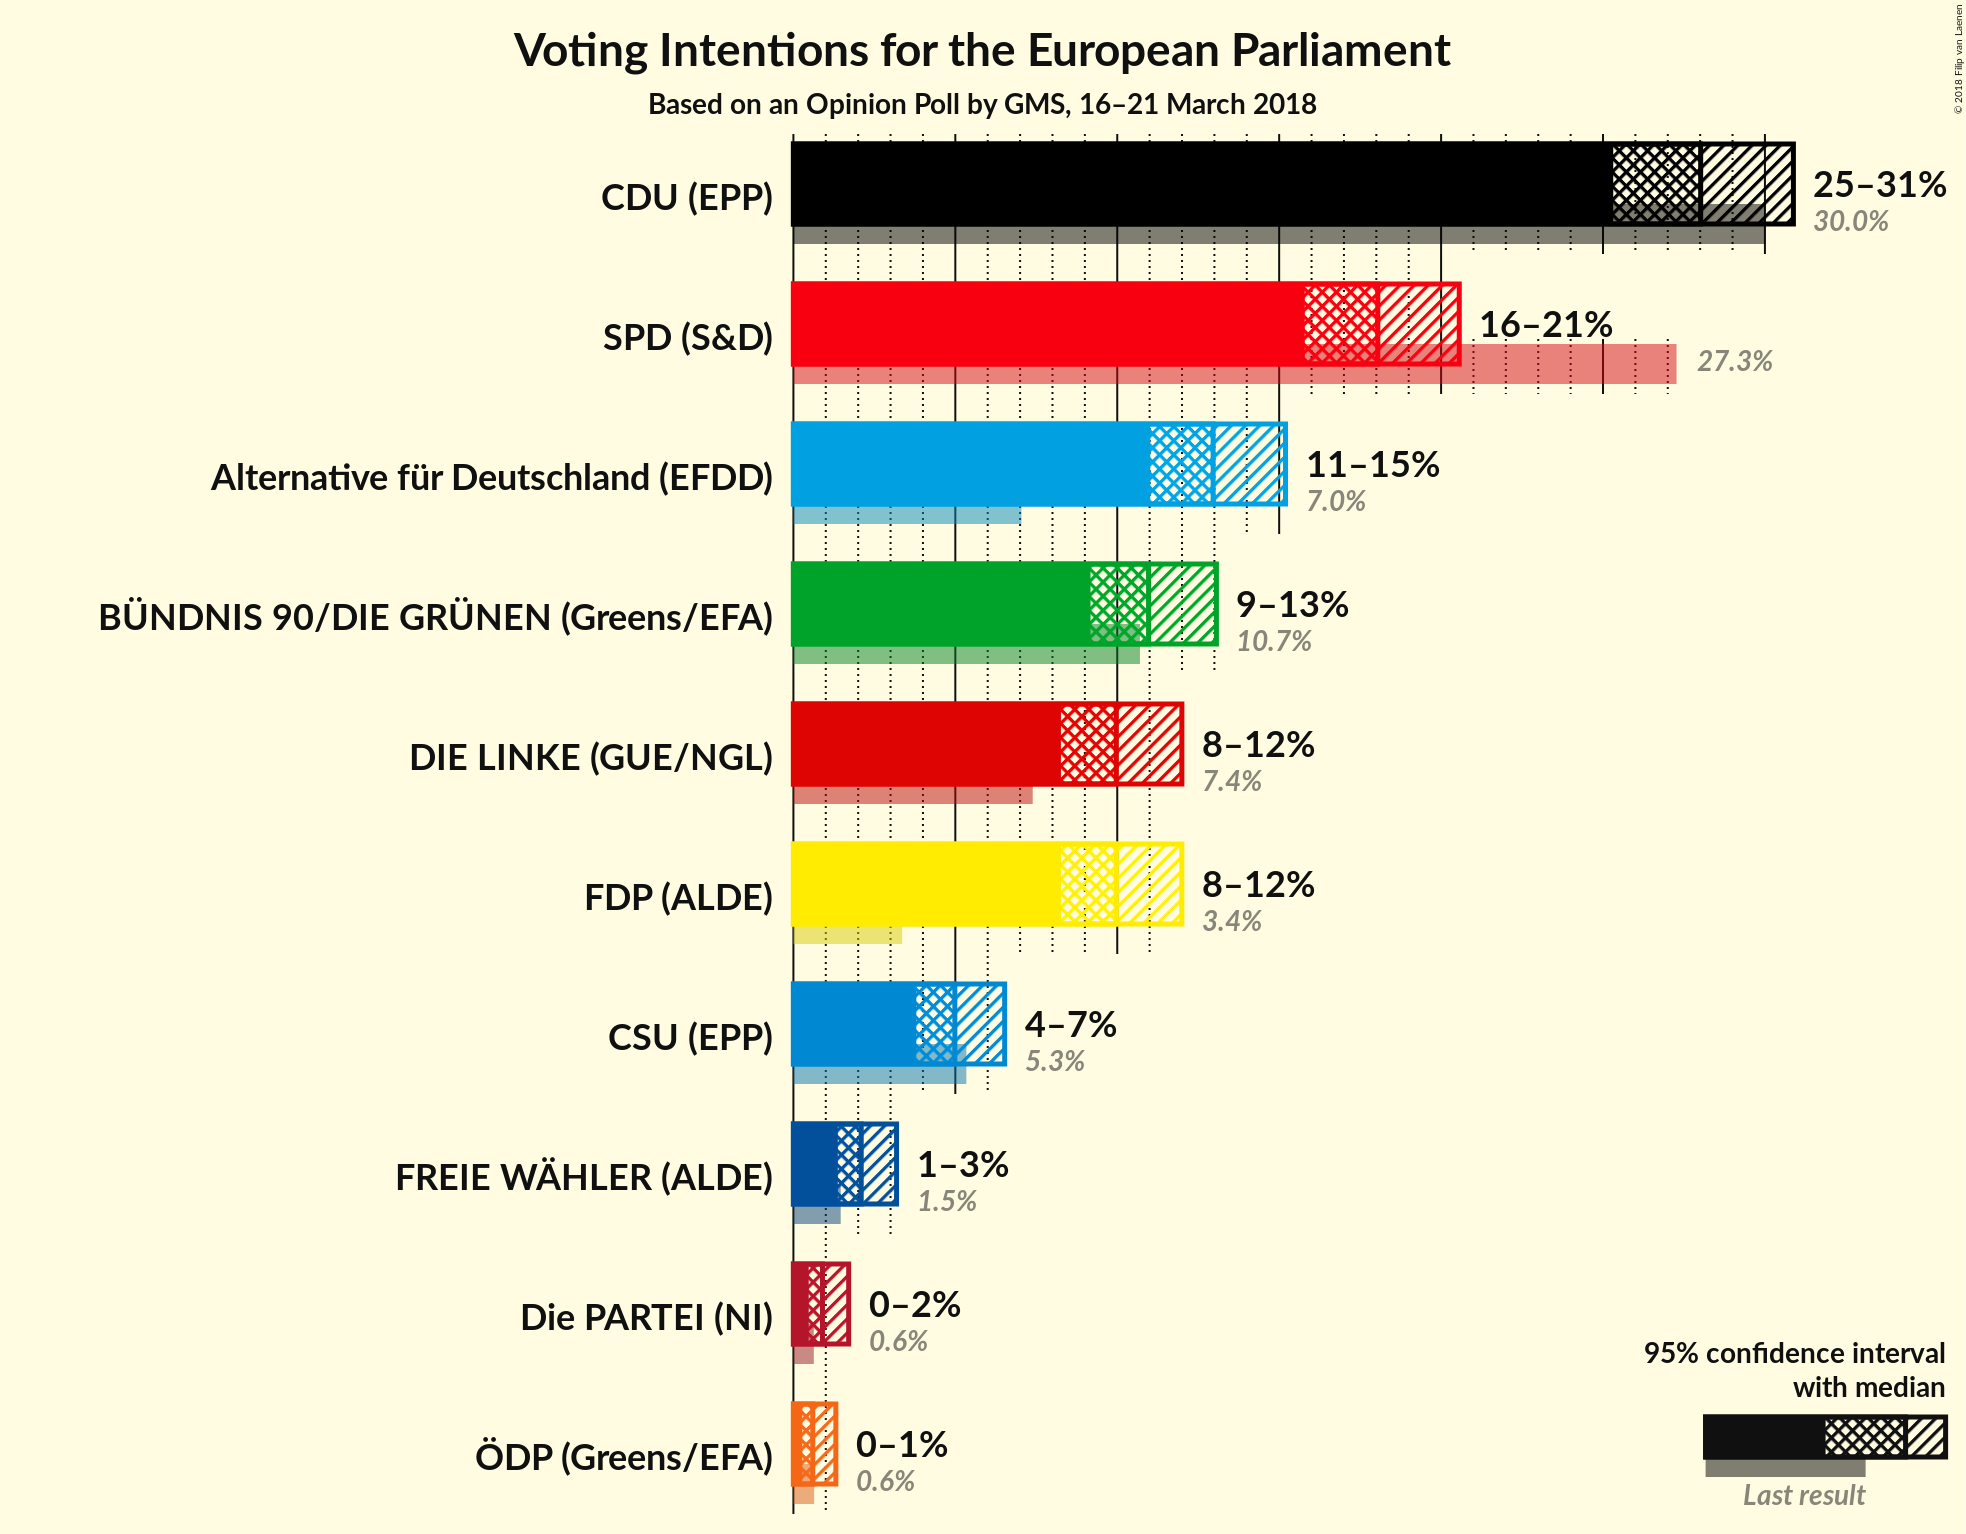 Voting Intentions for the European Parliament
Based on an Opinion Poll by GMS, 16–21 March 2018
© 2018 Filip van Laenen
CDU (EPP)
25–31%
30.0%
SPD (S&D)
16–21%
27.3%
Alternative für Deutschland (EFDD)
11–15%
7.0%
BÜNDNIS 90/DIE GRÜNEN (Greens/EFA)
9–13%
10.7%
DIE LINKE (GUE/NGL)
8–12%
7.4%
FDP (ALDE)
8–12%
3.4%
CSU (EPP)
4–7%
5.3%
FREIE WÄHLER (ALDE)
1–3%
1.5%
Die PARTEI (NI)
0–2%
0.6%
ÖDP (Greens/EFA)
0–1%
0.6%
95% confidence interval
with median
Last result